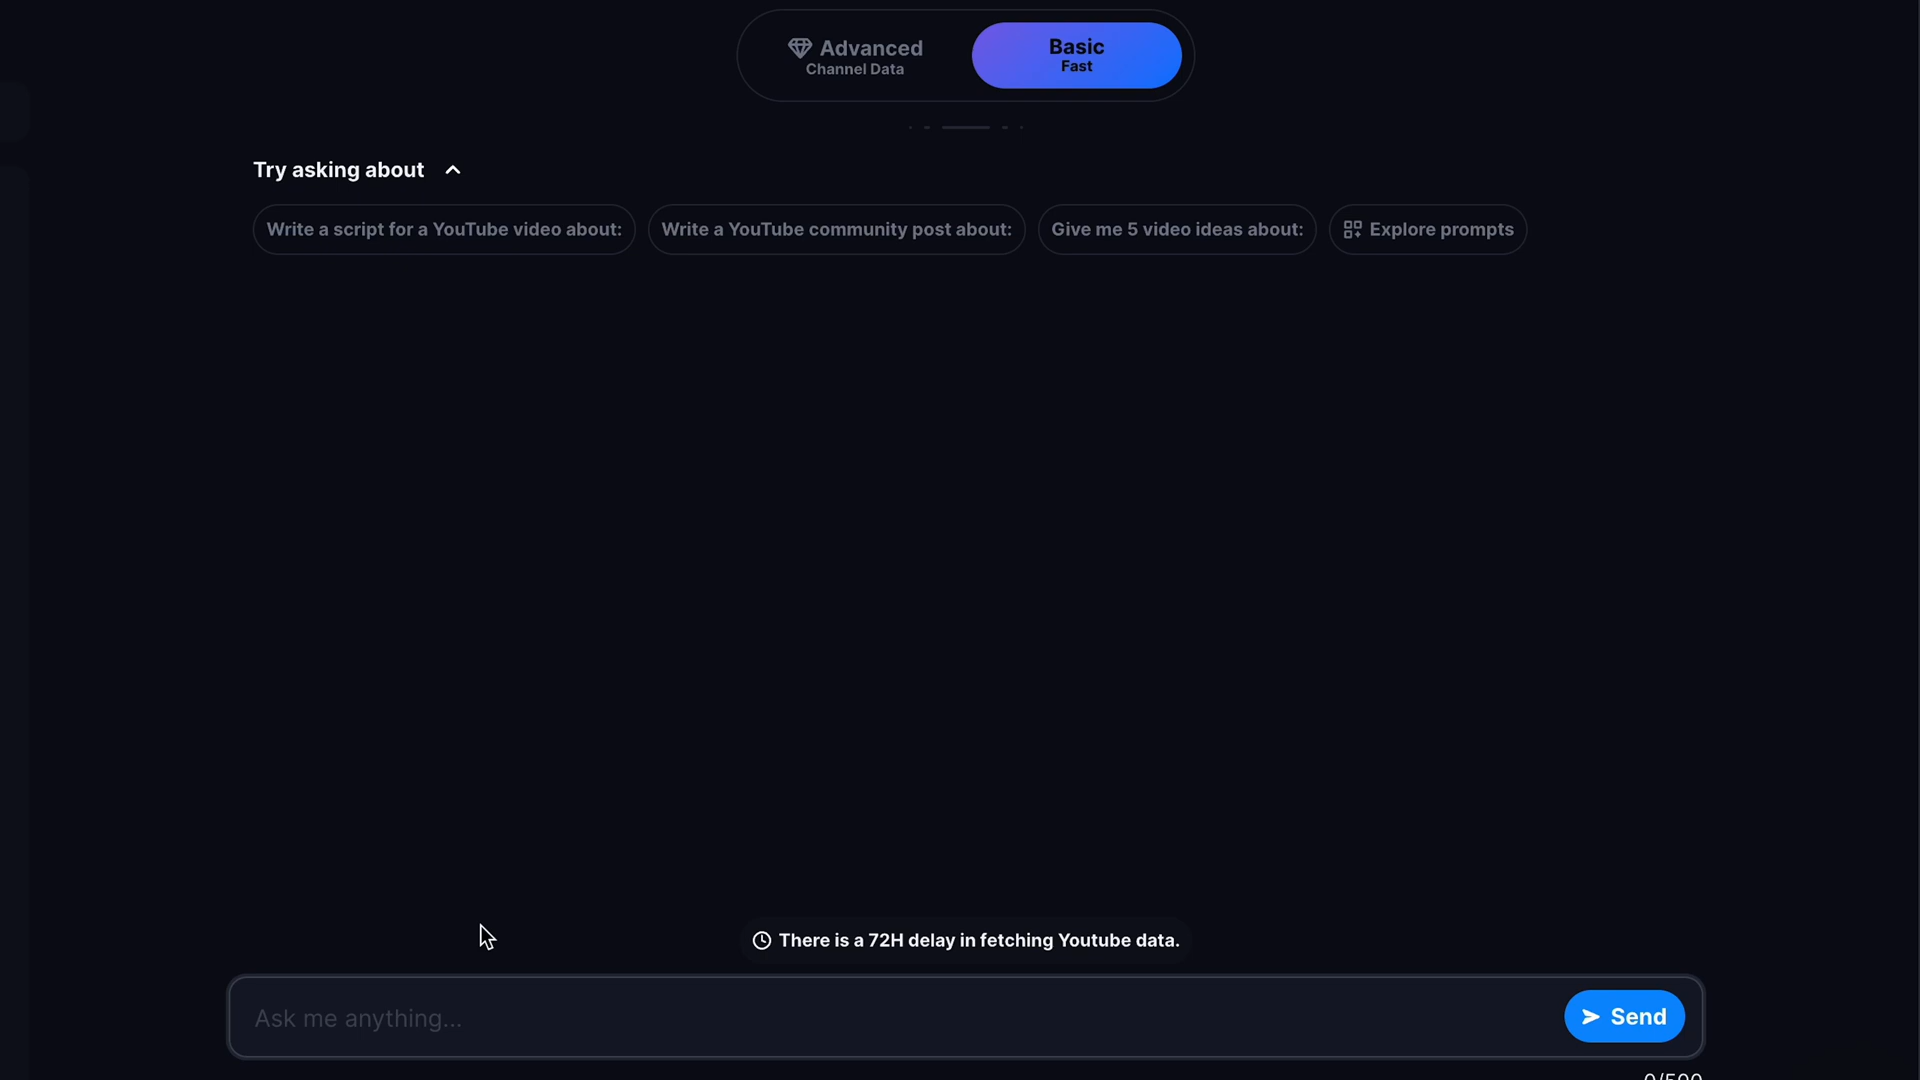 Advanced
Channel Data
Basic
Fast
Try asking about
Write a script for a YouTube video about:
Write a YouTube community post about:
Give me 5 video ideas about:
Explore prompts
There is a 72H delay in fetching Youtube data.
Ask me anything...
Send
0/500